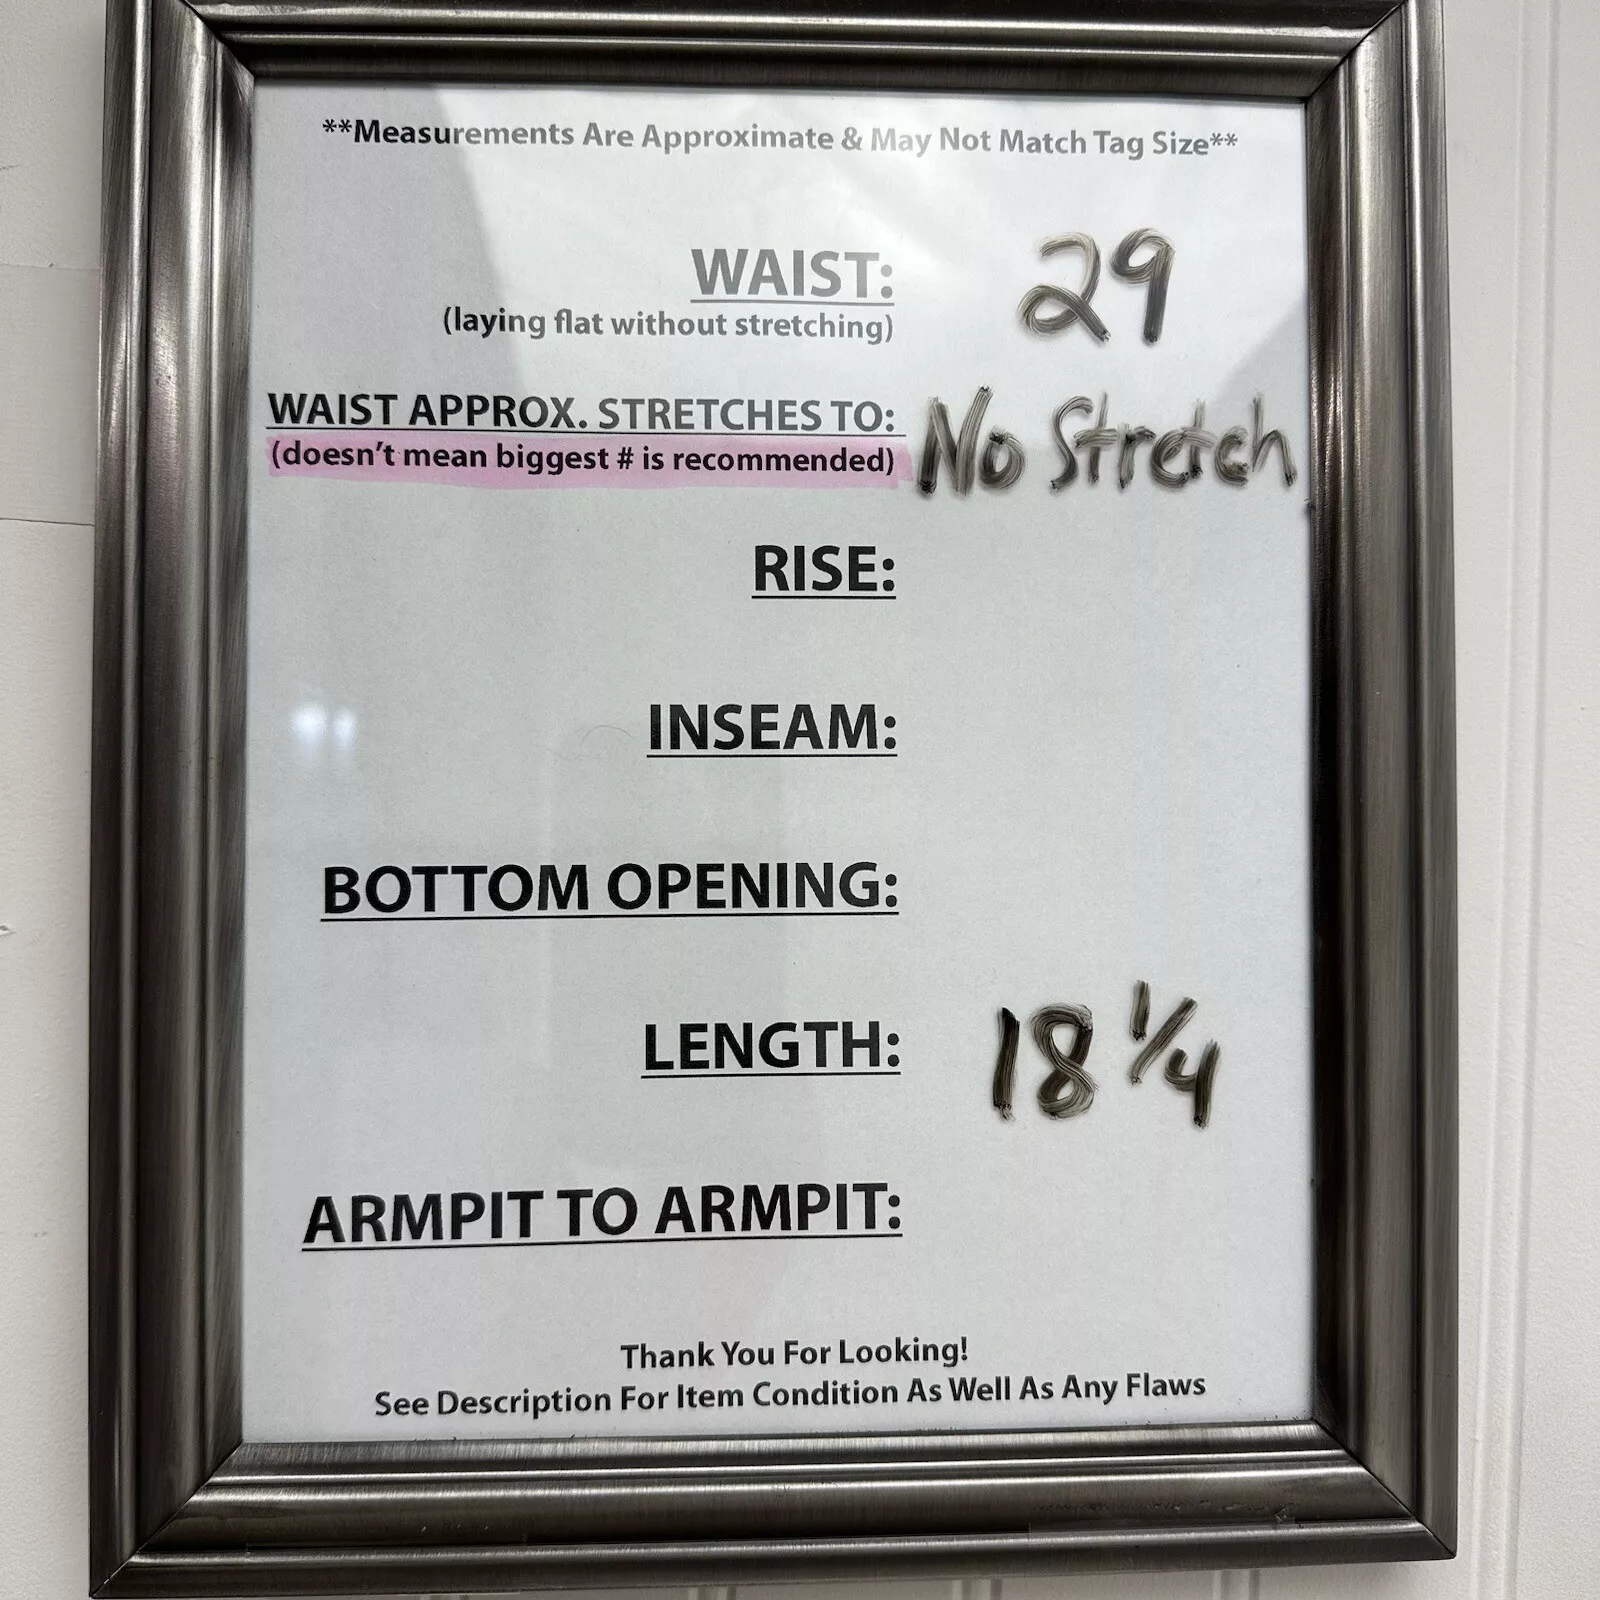 **Measurements Are Approximate & May Not Match Tag Size**
WAIST: 29
(laying flat without stretching)
WAIST APPROX. STRETCHES TO: No Stretch
(doesn't mean biggest # is recommended)
RISE:
INSEAM:
BOTTOM OPENING:
LENGTH: 18 1/4
ARMPIT TO ARMPIT:
Thank You For Looking!
See Description For Item Condition As Well As Any Flaws